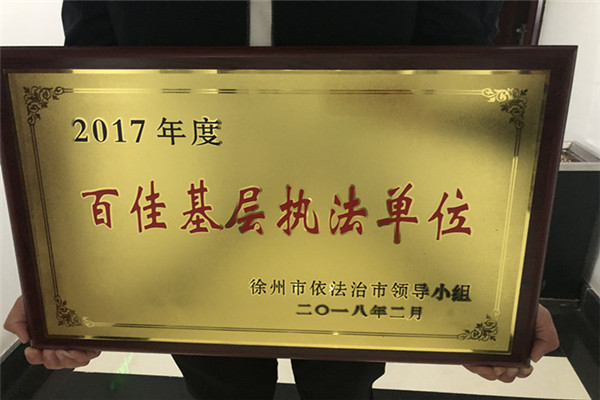 2017年度
百佳基层执法单位
徐州市依法治市领导小组
二〇一八年二月